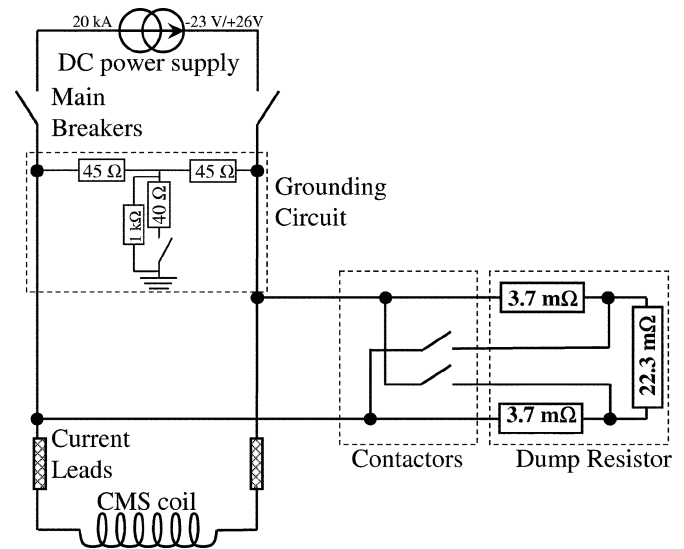 20 kA
-23 V/+26V
DC power supply
Main
Breakers
45 Ω
45 Ω
1 kΩ
40 Ω
Grounding
Circuit
3.7 mΩ
22.3 mΩ
3.7 mΩ
Current
Leads
Contactors
Dump Resistor
CMS coil